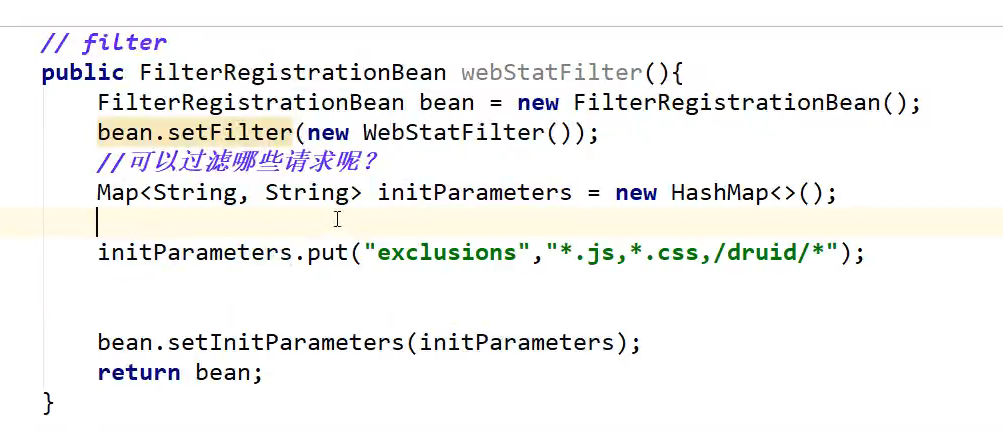 // filter
public FilterRegistrationBean webStatFilter(){
FilterRegistrationBean bean = new FilterRegistrationBean();
bean.setFilter(new WebStatFilter());
//可以过滤哪些请求呢？
Map<String, String> initParameters = new HashMap<>();
initParameters.put("exclusions","*.js,*.css,/druid/*");
bean.setInitParameters(initParameters);
return bean;
}